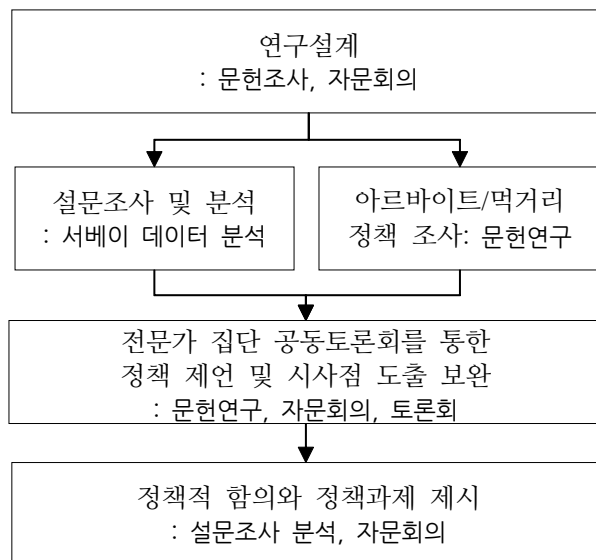 연구설계
: 문헌조사, 자문회의
설문조사 및 분석
: 서베이 데이터 분석
아르바이트/먹거리
정책 조사: 문헌연구
전문가 집단 공동토론회를 통한
정책 제언 및 시사점 도출 보완
: 문헌연구, 자문회의, 토론회
정책적 함의와 정책과제 제시
: 설문조사 분석, 자문회의